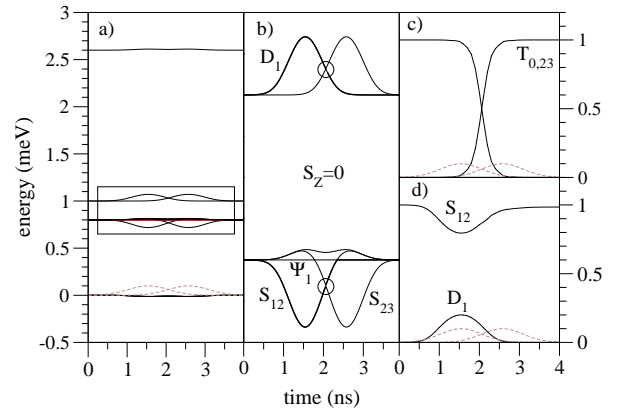 a)
b)
c)
d)
3
2.5
2
1.5
1
0.5
0
-0.5
energy (meV)
D₁
S_Z=0
Ψ₁
S₁₂
S₂₃
T₀,₂₃
1
0.5
0
S₁₂
D₁
1
0.5
0
0 1 2 3
0 1 2 3
0 1 2 3 4
time (ns)